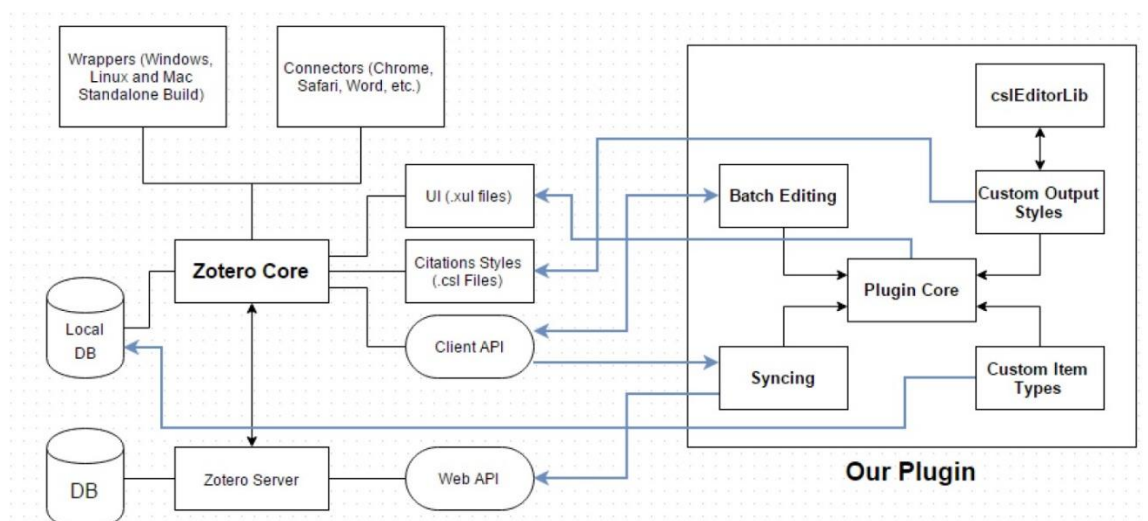 Wrappers (Windows,
Linux and Mac
Standalone Build)
Connectors (Chrome,
Safari, Word, etc.)
cslEditorLib
UI (.xul files)
Batch Editing
Custom Output
Styles
Zotero Core
Citations Styles
(.csl Files)
Plugin Core
Local
DB
Client API
Syncing
Custom Item
Types
DB
Zotero Server
Web API
Our Plugin